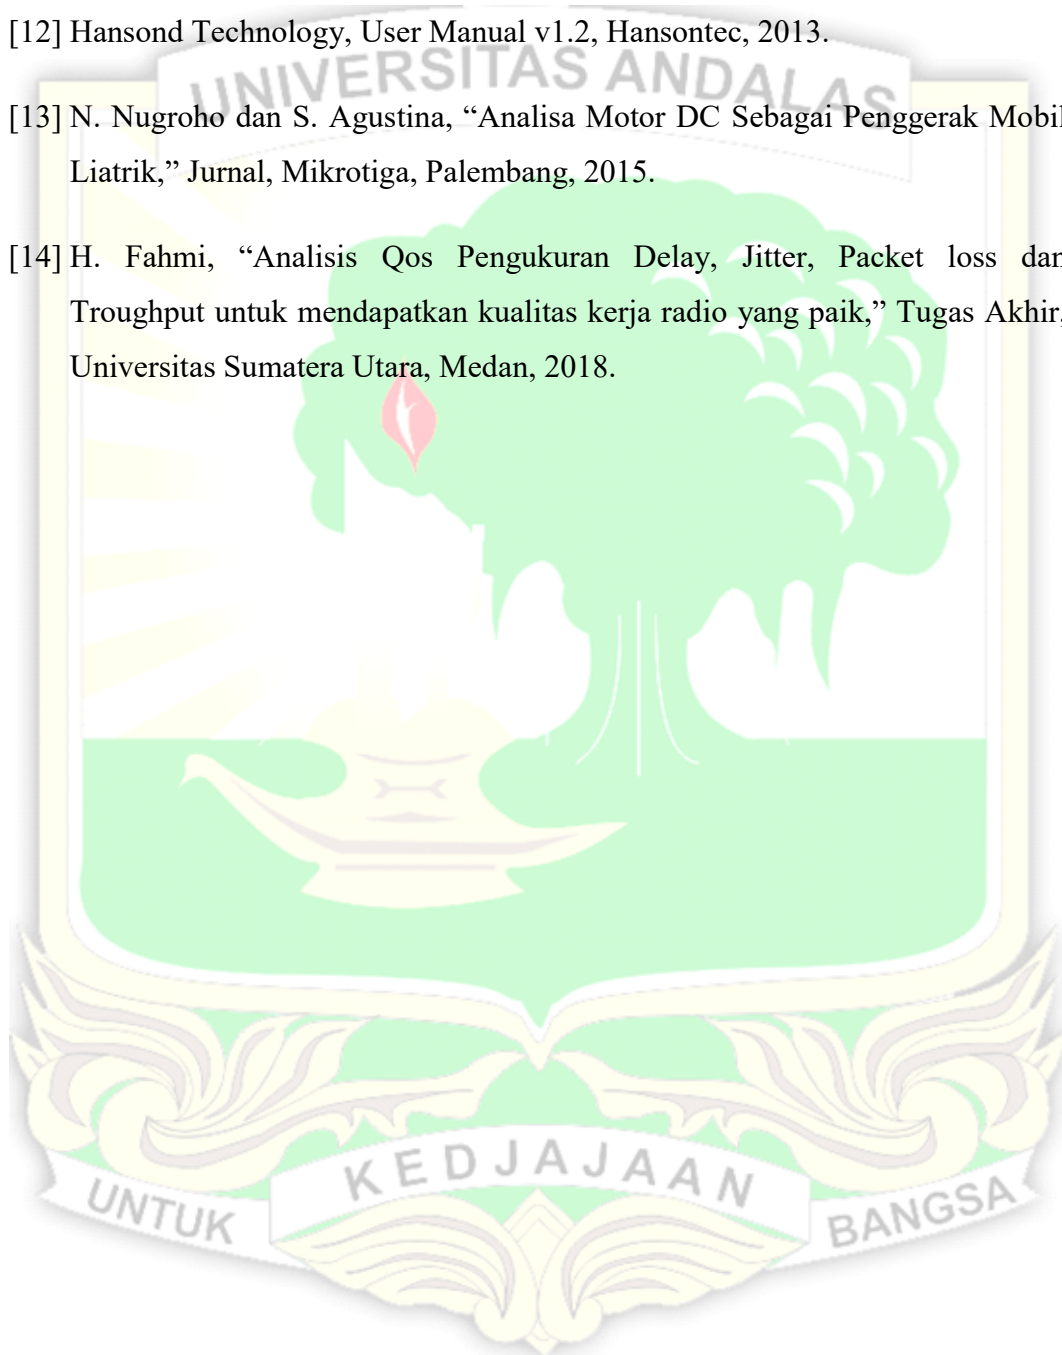 [12] Hansond Technology, User Manual v1.2, Hansontec, 2013.
UNIVERSITAS ANDALAS
[13] N. Nugroho dan S. Agustina, “Analisa Motor DC Sebagai Penggerak Mobil
Liatrik,” Jurnal, Mikrotiga, Palembang, 2015.
[14] H. Fahmi, “Analisis Qos Pengukuran Delay, Jitter, Packet loss dan
Troughput untuk mendapatkan kualitas kerja radio yang paik,” Tugas Akhir,
Universitas Sumatera Utara, Medan, 2018.
UNTUK KEDJAJAAN BANGSA